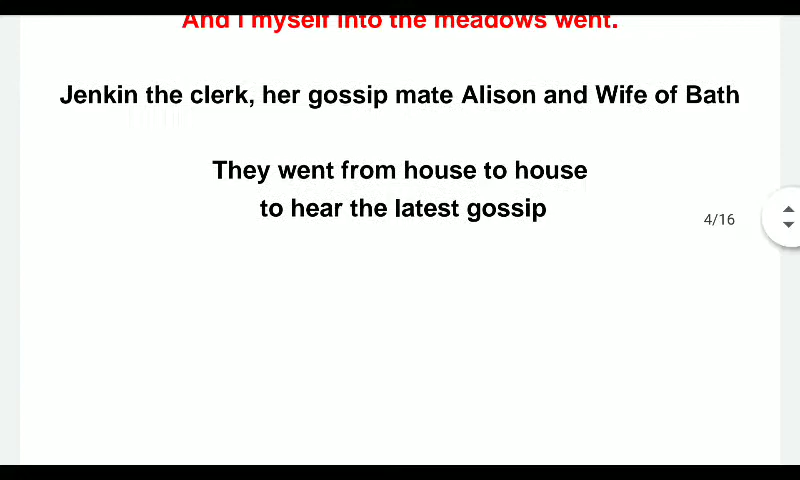 And I myself into the meadows went.
Jenkin the clerk, her gossip mate Alison and Wife of Bath
They went from house to house
to hear the latest gossip
4/16